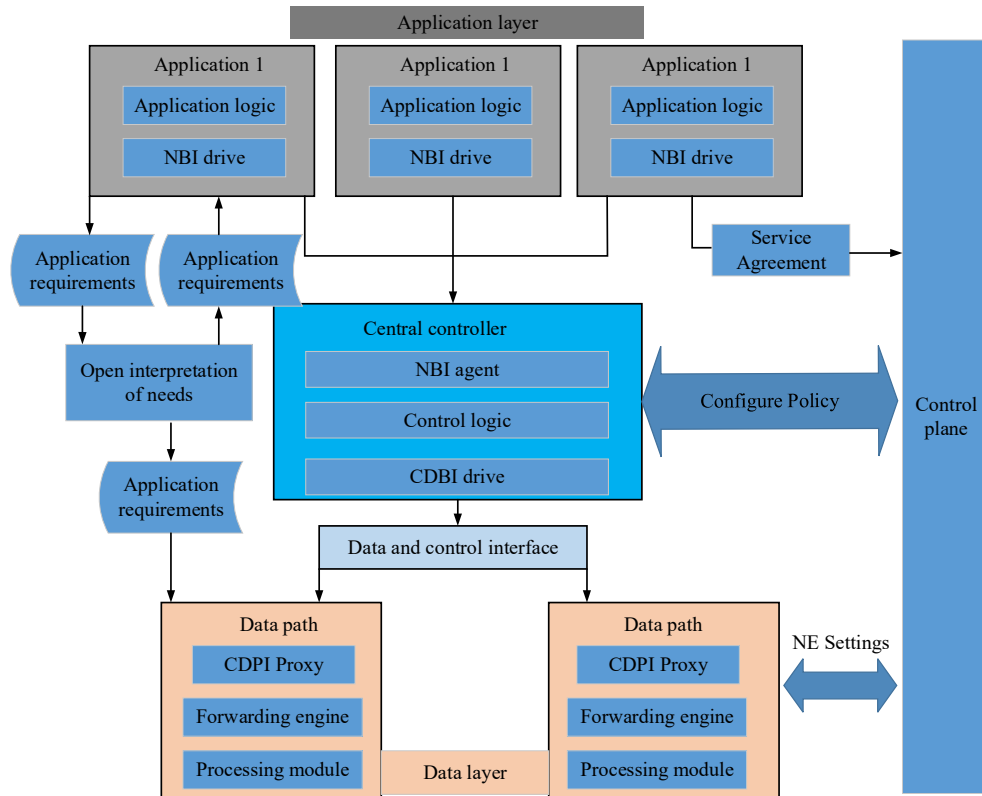 Application layer
Application 1
Application logic
NBI drive
Application 1
Application logic
NBI drive
Application 1
Application logic
NBI drive
Application
requirements
Application
requirements
Service
Agreement
Open interpretation
of needs
Application
requirements
Central controller
NBI agent
Control logic
CDBI drive
Configure Policy
Control
plane
Data and control interface
Data path
CDPI Proxy
Forwarding engine
Processing module
Data path
CDPI Proxy
Forwarding engine
Processing module
NE Settings
Data layer